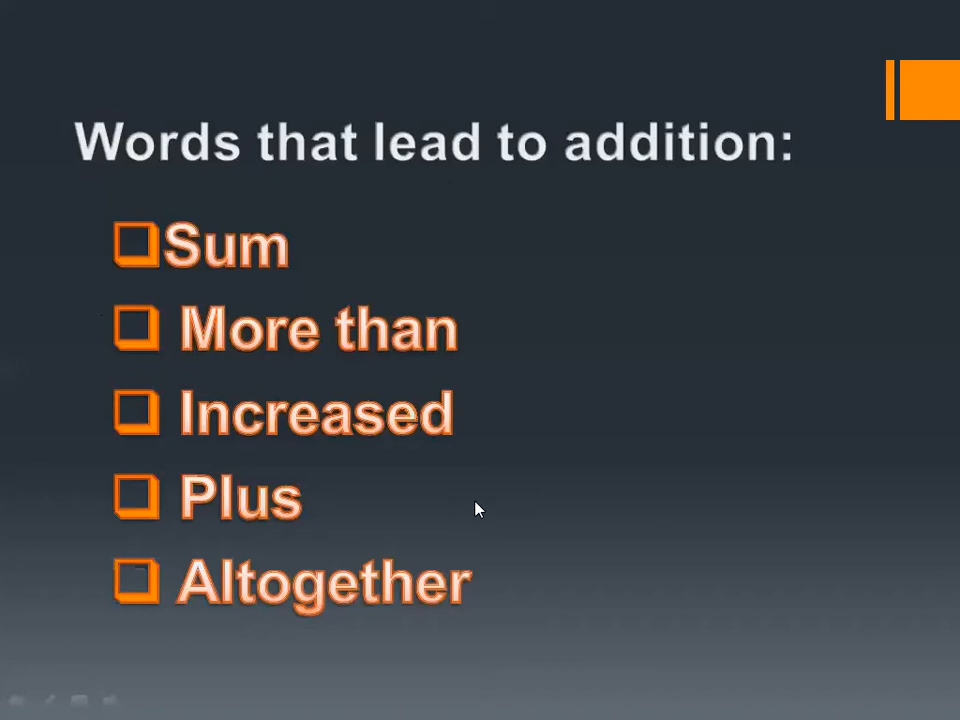 Words that lead to addition:
Sum
More than
Increased
Plus
Altogether